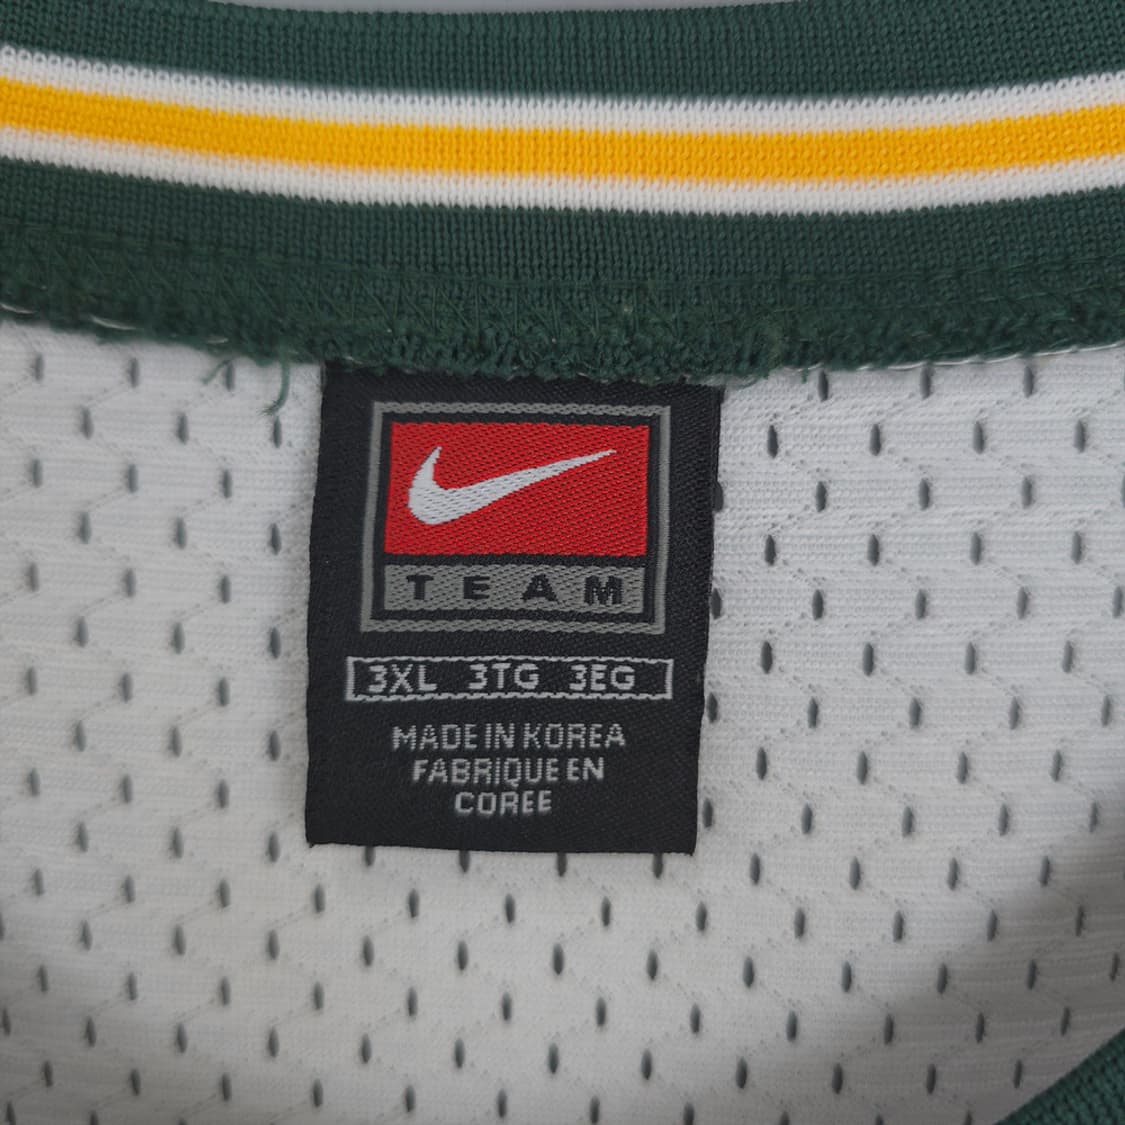 TEAM
3XL 3TG 3EG
MADE IN KOREA
FABRIQUE EN
COREE